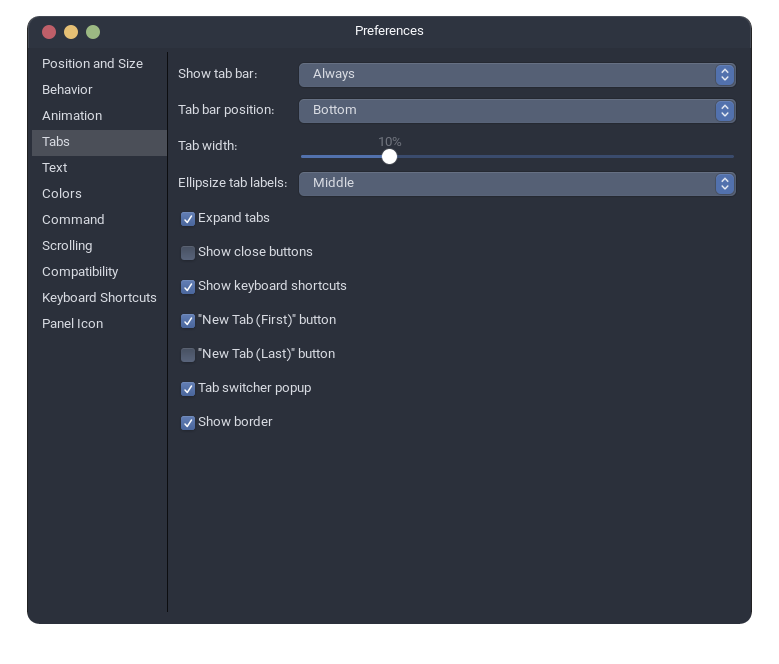 Preferences
Position and Size
Behavior
Animation
Tabs
Text
Colors
Command
Scrolling
Compatibility
Keyboard Shortcuts
Panel Icon
Show tab bar:
Always
Tab bar position:
Bottom
Tab width:
10%
Ellipsize tab labels:
Middle
Expand tabs
Show close buttons
Show keyboard shortcuts
"New Tab (First)" button
"New Tab (Last)" button
Tab switcher popup
Show border